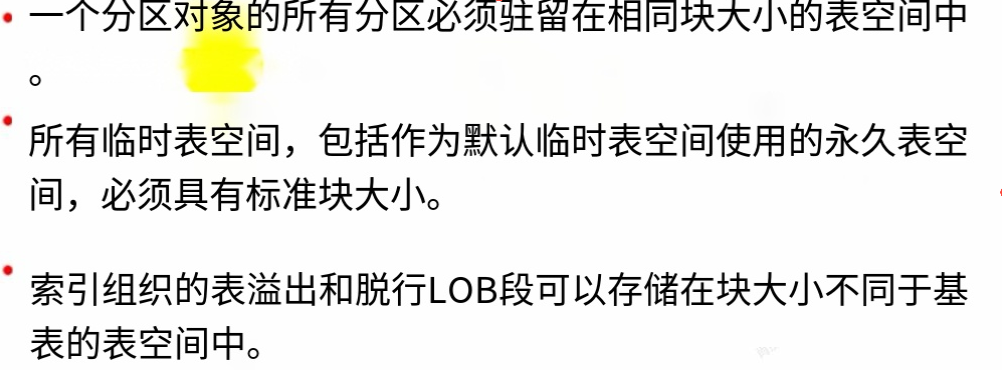 一个分区对象的所有分区必须驻留在相同块大小的表空间中
。
所有临时表空间，包括作为默认临时表空间使用的永久表空
间，必须具有标准块大小。
索引组织的表溢出和脱行LOB段可以存储在块大小不同于基
表的表空间中。